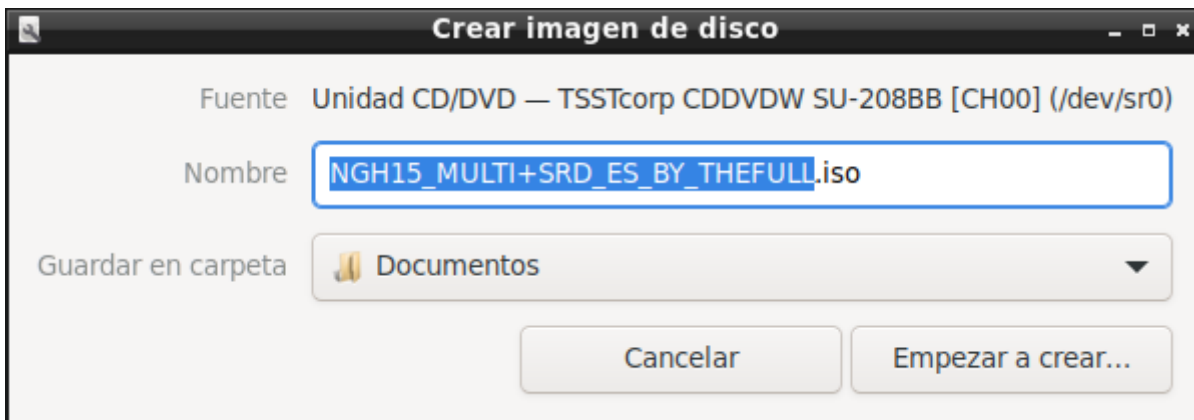 Crear imagen de disco
Fuente Unidad CD/DVD — TSSTcorp CDDVDW SU-208BB [CH00] (/dev/sr0)
Nombre NGH15_MULTI+SRD_ES_BY_THEFULL.iso
Guardar en carpeta Documentos
Cancelar Empezar a crear...